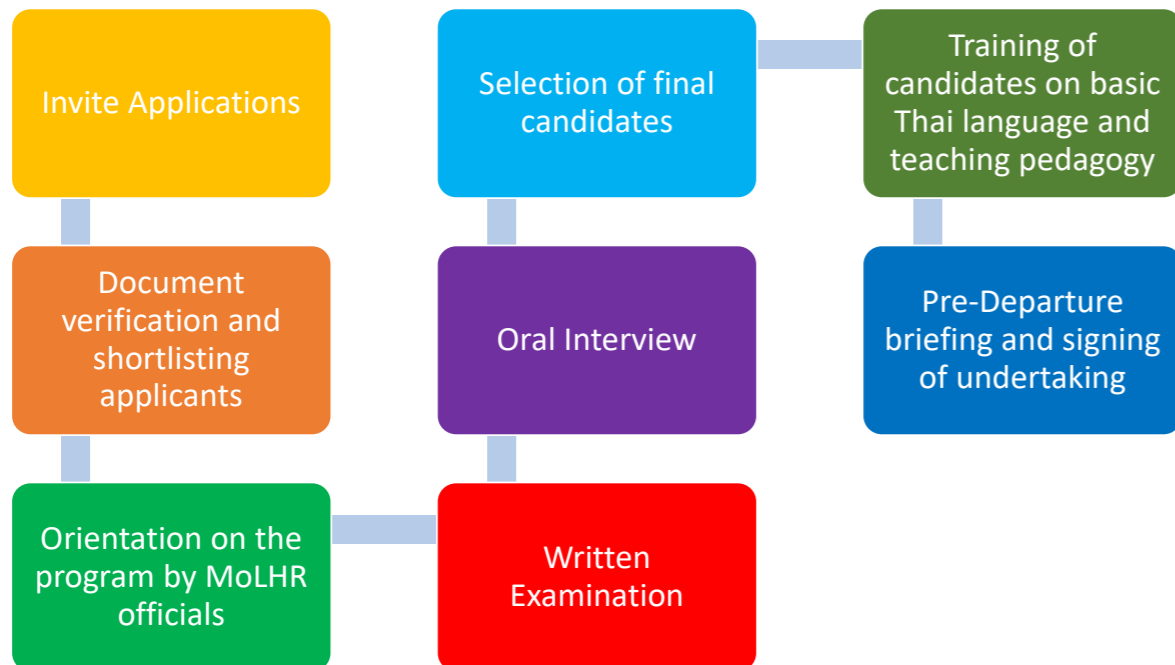 Invite Applications
Document
verification and
shortlisting
applicants
Orientation on the
program by MoLHR
officials
Written
Examination
Oral Interview
Selection of final
candidates
Training of
candidates on basic
Thai language and
teaching pedagogy
Pre-Departure
briefing and signing
of undertaking